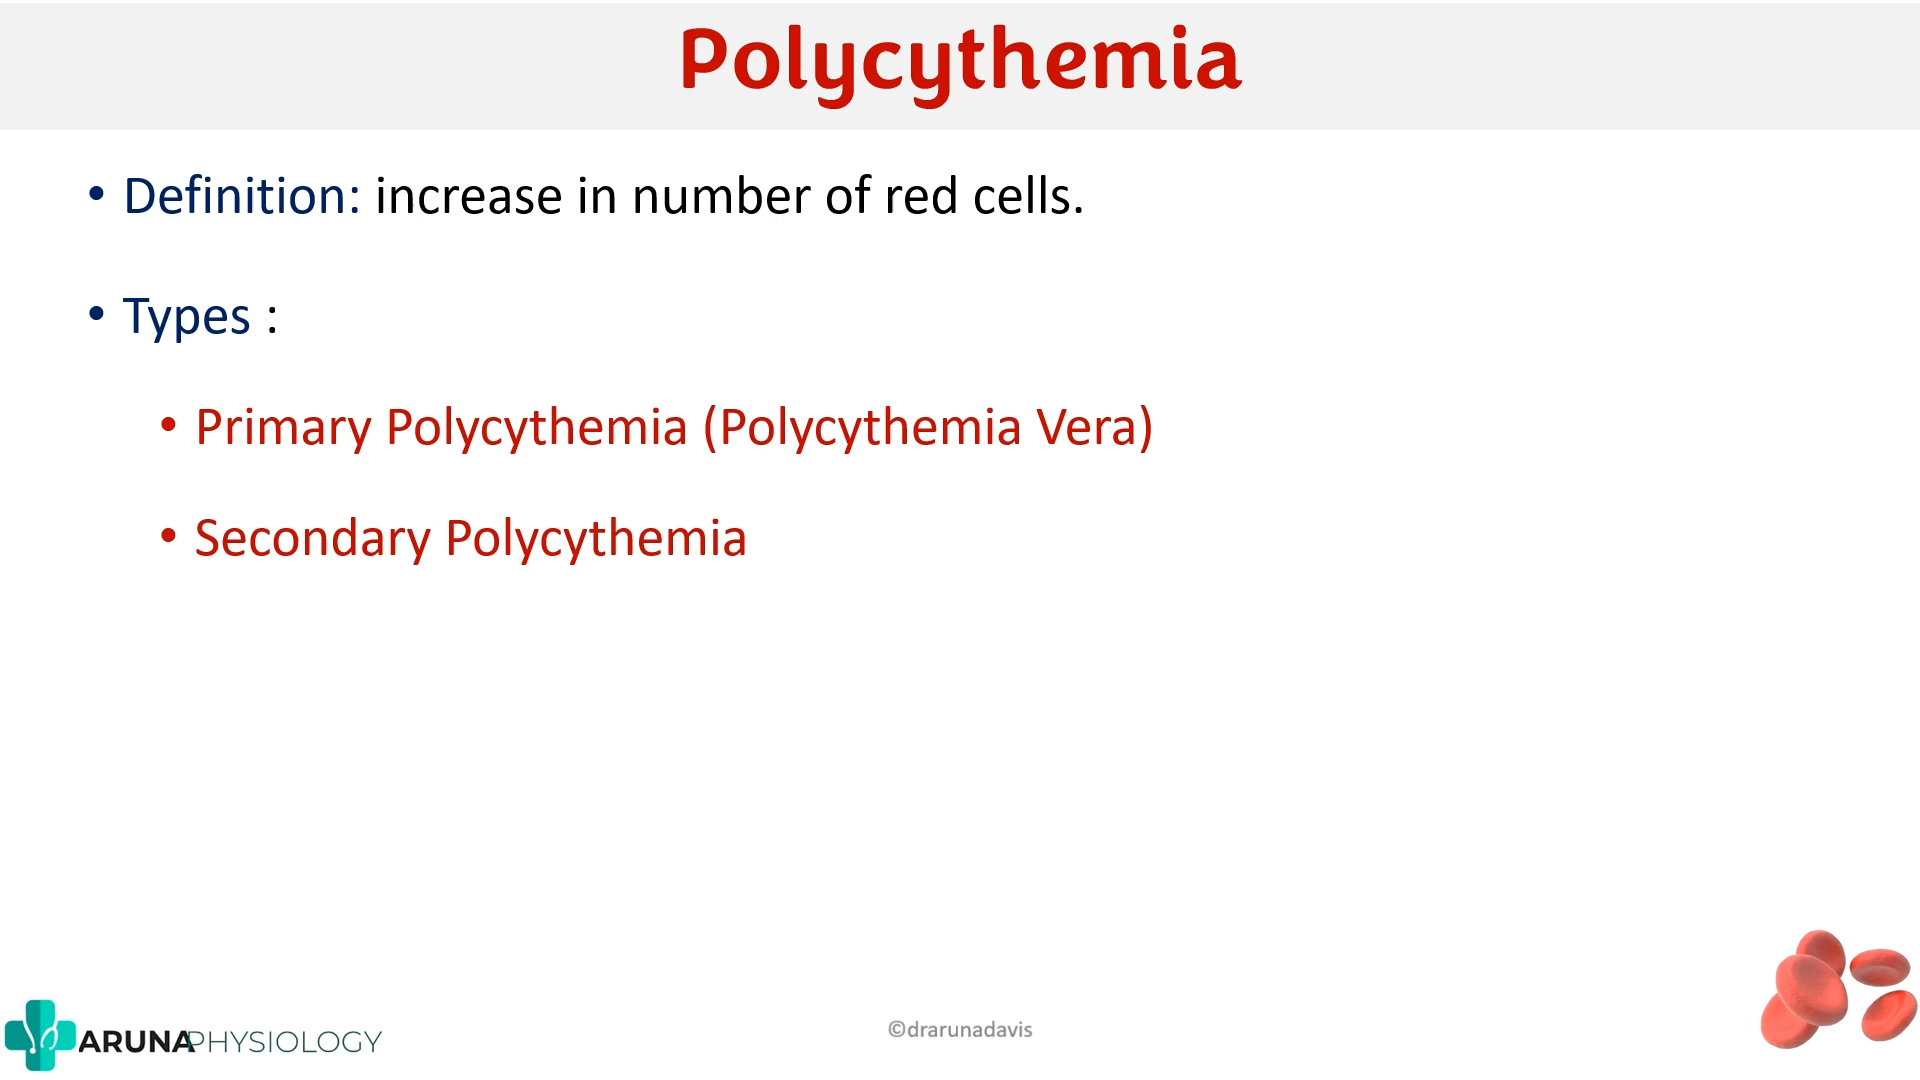 Polycythemia
• Definition: increase in number of red cells.
• Types :
• Primary Polycythemia (Polycythemia Vera)
• Secondary Polycythemia
ARUNAPHYSIOLOGY
©drarunadavis